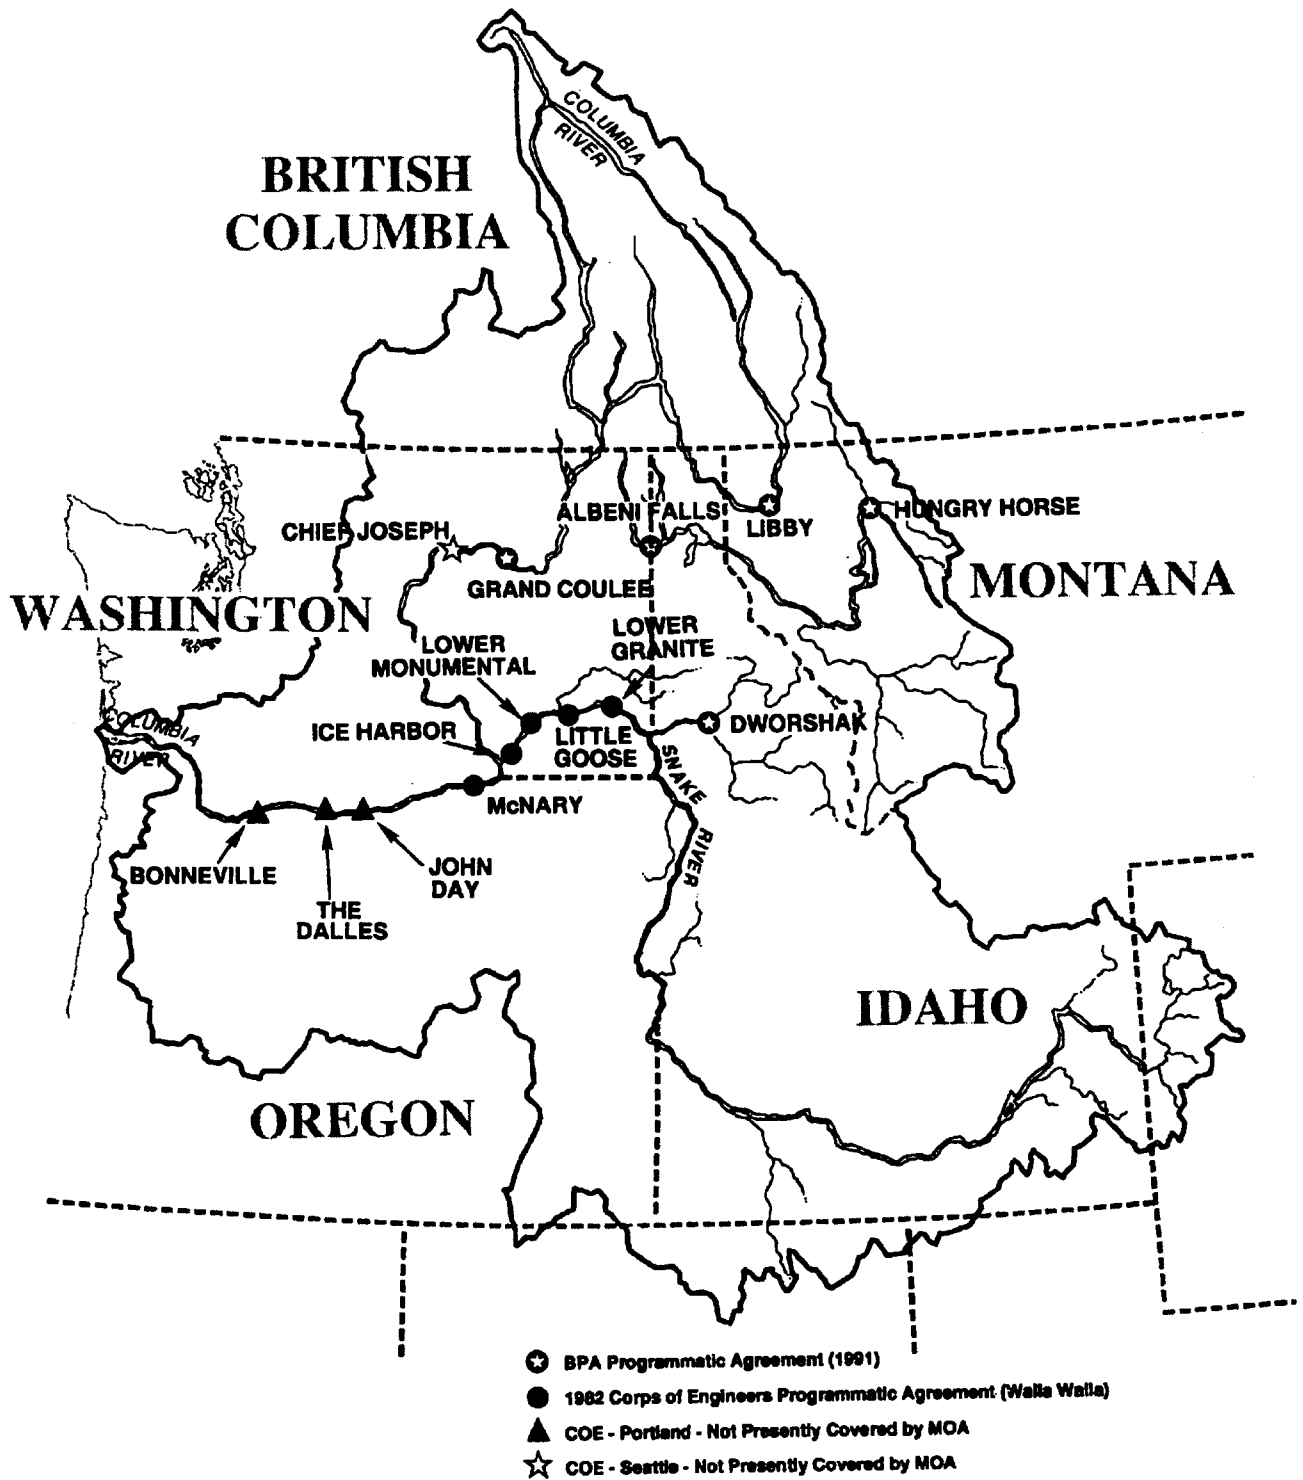 COLUMBIA
RIVER
BRITISH
COLUMBIA
CHIEF JOSEPH
ALBENI FALLS
LIBBY
HUNGRY HORSE
GRAND COULEE
MONTANA
WASHINGTON
LOWER
MONUMENTAL
LOWER
GRANITE
COLUMBIA
RIVER
ICE HARBOR
LITTLE
GOOSE
DWORSHAK
SNAKE
RIVER
McNARY
BONNEVILLE
THE
DALLES
JOHN
DAY
IDAHO
OREGON
BPA Programmatic Agreement (1991)
1982 Corps of Engineers Programmatic Agreement (Walla Walla)
COE - Portland - Not Presently Covered by MOA
COE - Seattle - Not Presently Covered by MOA